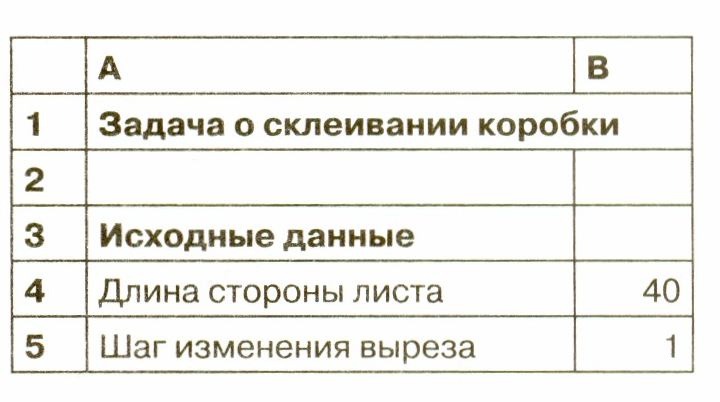 A B
1 Задача о склеивании коробки
2
3 Исходные данные
4 Длина стороны листа 40
5 Шаг изменения выреза 1